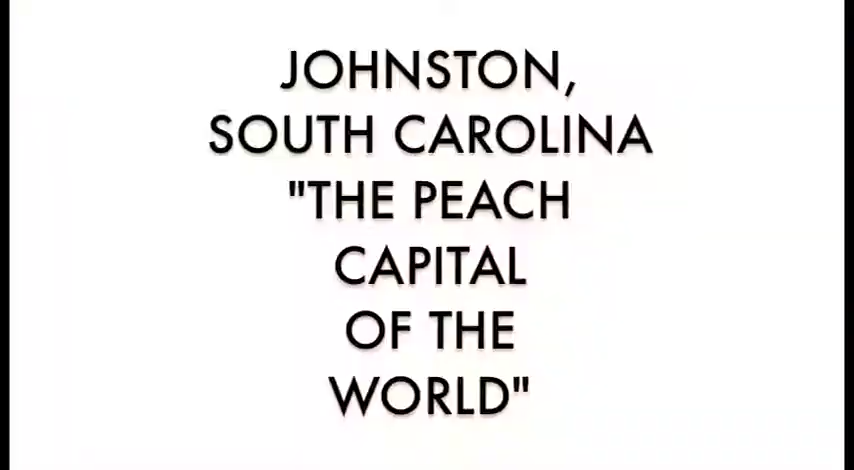 JOHNSTON,
SOUTH CAROLINA
"THE PEACH
CAPITAL
OF THE
WORLD"